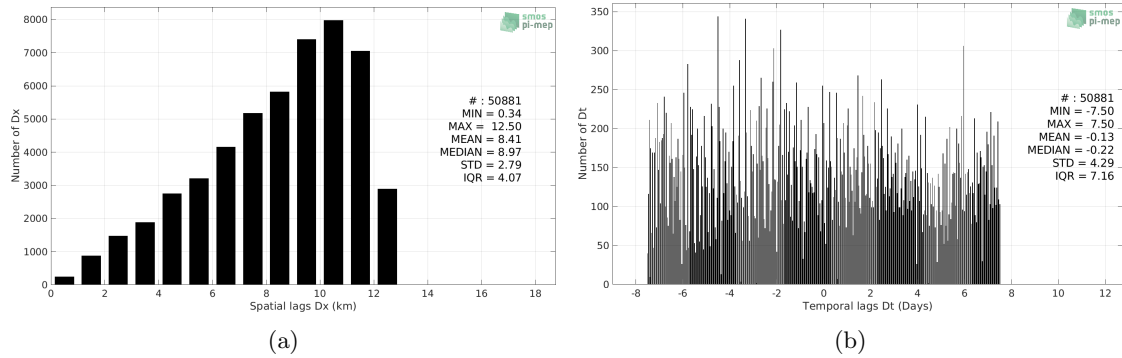 8000
7000
6000
5000
4000
3000
2000
1000
0
Number of Dx
0 2 4 6 8 10 12 14 16 18
Spatial lags Dx (km)
smos
pi-mep
# : 50881
MIN = 0.34
MAX = 12.50
MEAN = 8.41
MEDIAN = 8.97
STD = 2.79
IQR = 4.07
(a)
350
300
250
200
150
100
50
0
Number of Dt
-8 -6 -4 -2 0 2 4 6 8 10 12
Temporal lags Dt (Days)
smos
pi-mep
# : 50881
MIN = -7.50
MAX = 7.50
MEAN = -0.13
MEDIAN = -0.22
STD = 4.29
IQR = 7.16
(b)